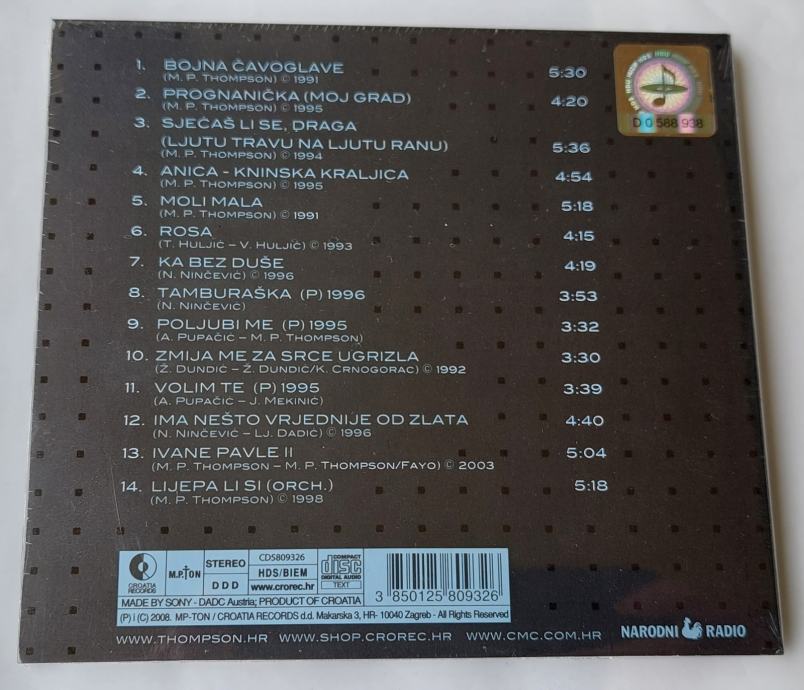 1. BOJNA ČAVOGLAVE 5:30
(M. P. THOMPSON) © 1991
2. PROGNANIČKA (MOJ GRAD) 4:20
(M. P. THOMPSON) © 1995
3. SJEĆAŠ LI SE, DRAGA
(LJUTU TRAVU NA LJUTU RANU) 5:36
(M. P. THOMPSON) © 1994
4. ANICA - KNINSKA KRALJICA 4:54
(M. P. THOMPSON) © 1995
5. MOLI MALA 5:18
(M. P. THOMPSON) © 1991
6. ROSA 4:15
(T. HULJIĆ – V. HULJIĆ) © 1993
7. KA BEZ DUŠE 4:19
(N. NINČEVIĆ) © 1996
8. TAMBURAŠKA (P) 1996 3:53
(N. NINČEVIĆ)
9. POLJUBI ME (P) 1995 3:32
(A. PUPAČIĆ – M. P. THOMPSON)
10. ZMIJA ME ZA SRCE UGRIZLA 3:30
(Ž. DUNDIĆ – Ž. DUNDIĆ/K. CRNOGORAC) © 1992
11. VOLIM TE (P) 1995 3:39
(A. PUPAČIĆ – J. MEKINIĆ)
12. IMA NEŠTO VRJEDNIJE OD ZLATA 4:40
(N. NINČEVIĆ – LJ. DADIĆ) © 1996
13. IVANE PAVLE II 5:04
(M. P. THOMPSON – M. P. THOMPSON/FAYO) © 2003
14. LIJEPA LI SI (ORCH.) 5:18
(M. P. THOMPSON) © 1998
HDS HUU
D 0 588 938
CROATIA RECORDS
M.P.TON
STEREO
DDD
CD5809326
HDS/BIEM
www.crorec.hr
COMPACT disc DIGITAL AUDIO TEXT
3 850125 809326
MADE BY SONY - DADC Austria; PRODUCT OF CROATIA
(P) i (C) 2008. MP-TON / CROATIA RECORDS d.d. Makarska 3, HR- 10040 Zagreb - All Rights Reserved
WWW.THOMPSON.HR WWW.SHOP.CROREC.HR WWW.CMC.COM.HR NARODNI RADIO